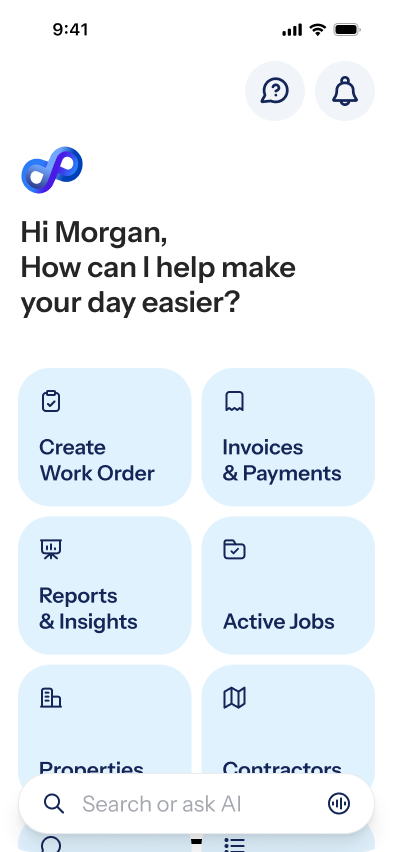 9:41
Hi Morgan,
How can I help make
your day easier?
Create
Work Order
Invoices
& Payments
Reports
& Insights
Active Jobs
Properties
Contractors
Search or ask AI